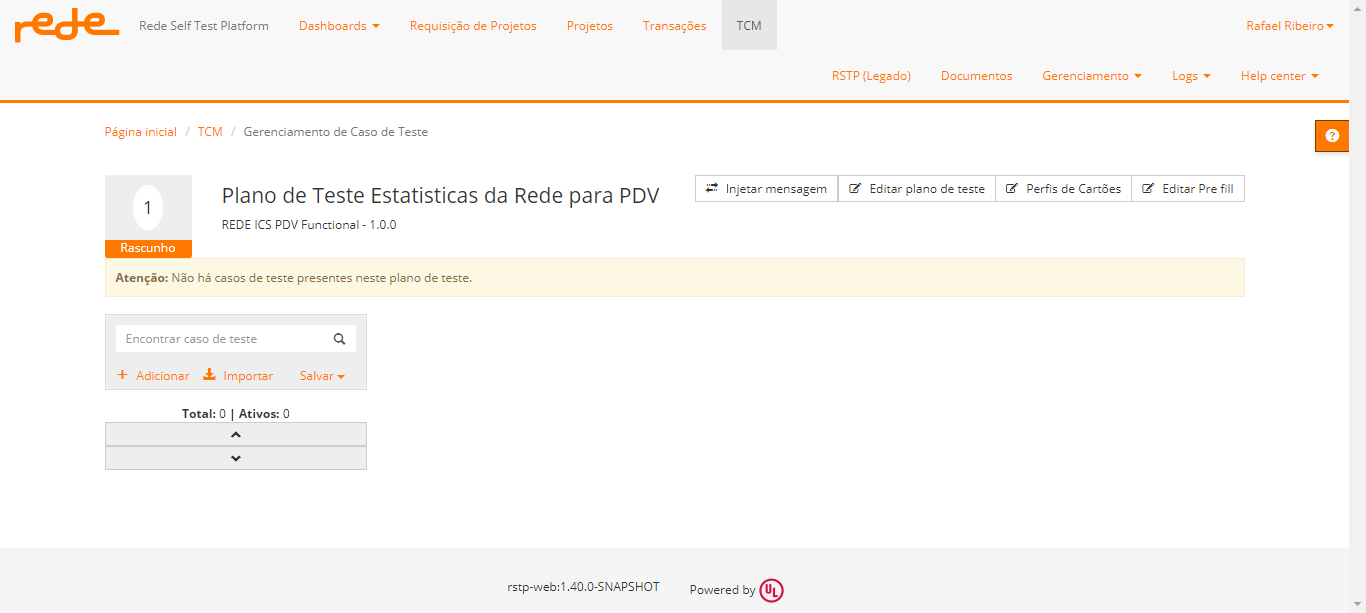 rede Rede Self Test Platform Dashboards Requisição de Projetos Projetos Transações TCM Rafael Ribeiro
RSTP (Legado) Documentos Gerenciamento Logs Help center
Página inicial / TCM / Gerenciamento de Caso de Teste
?
1
Rascunho
Plano de Teste Estatisticas da Rede para PDV
REDE ICS PDV Functional - 1.0.0
Injetar mensagem Editar plano de teste Perfis de Cartões Editar Pre fill
Atenção: Não há casos de teste presentes neste plano de teste.
Encontrar caso de teste
+ Adicionar Importar Salvar
Total: 0 | Ativos: 0
rstp-web:1.40.0-SNAPSHOT Powered by UL